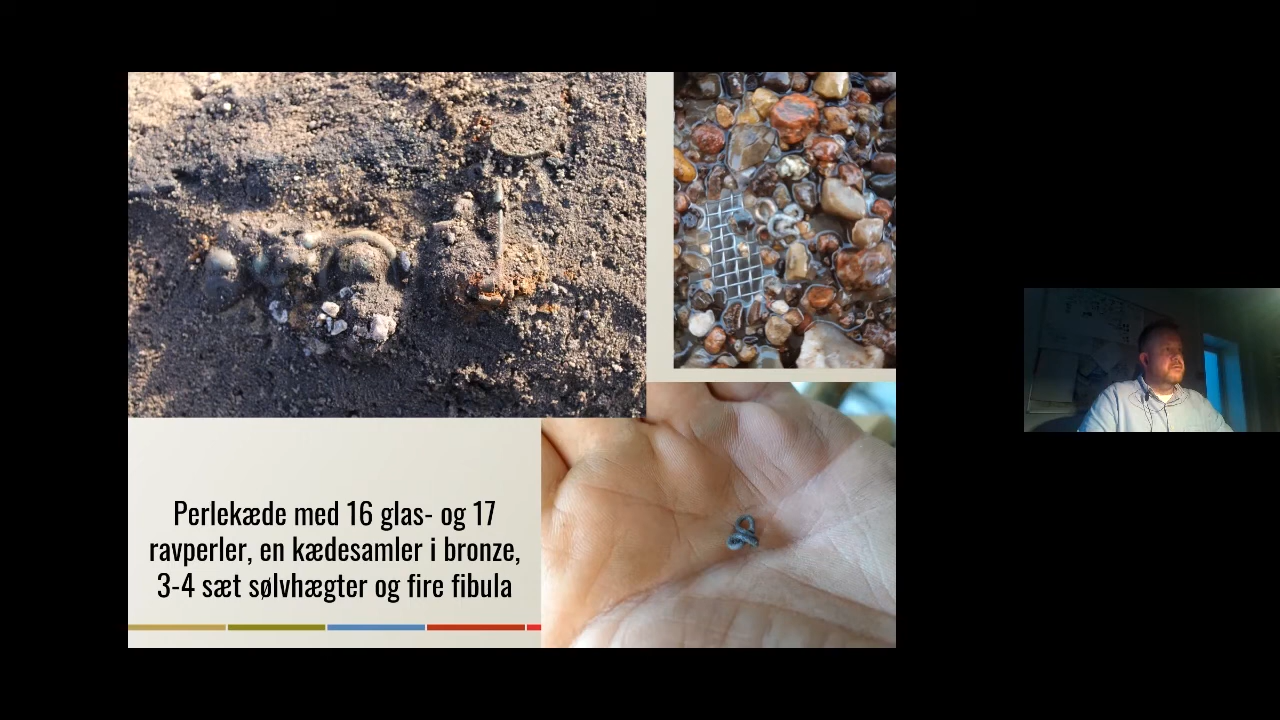 Perlekæde med 16 glas- og 17
ravperler, en kædesamler i bronze,
3-4 sæt sølvhægter og fire fibula